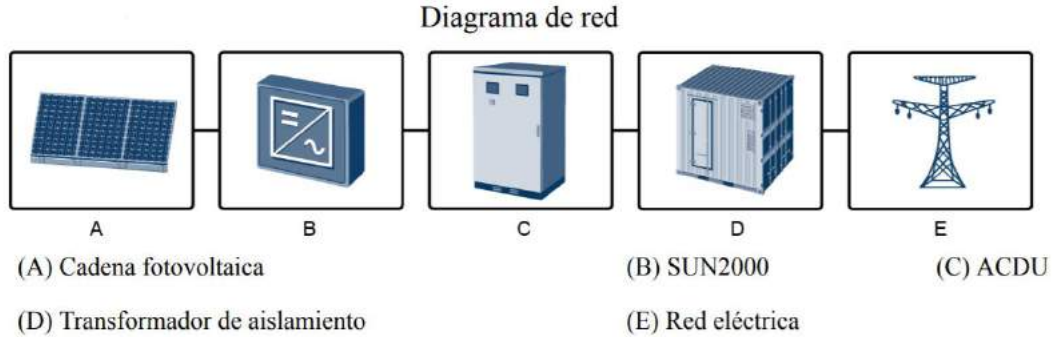 Diagrama de red
A B C D E
(A) Cadena fotovoltaica (B) SUN2000 (C) ACDU
(D) Transformador de aislamiento (E) Red eléctrica